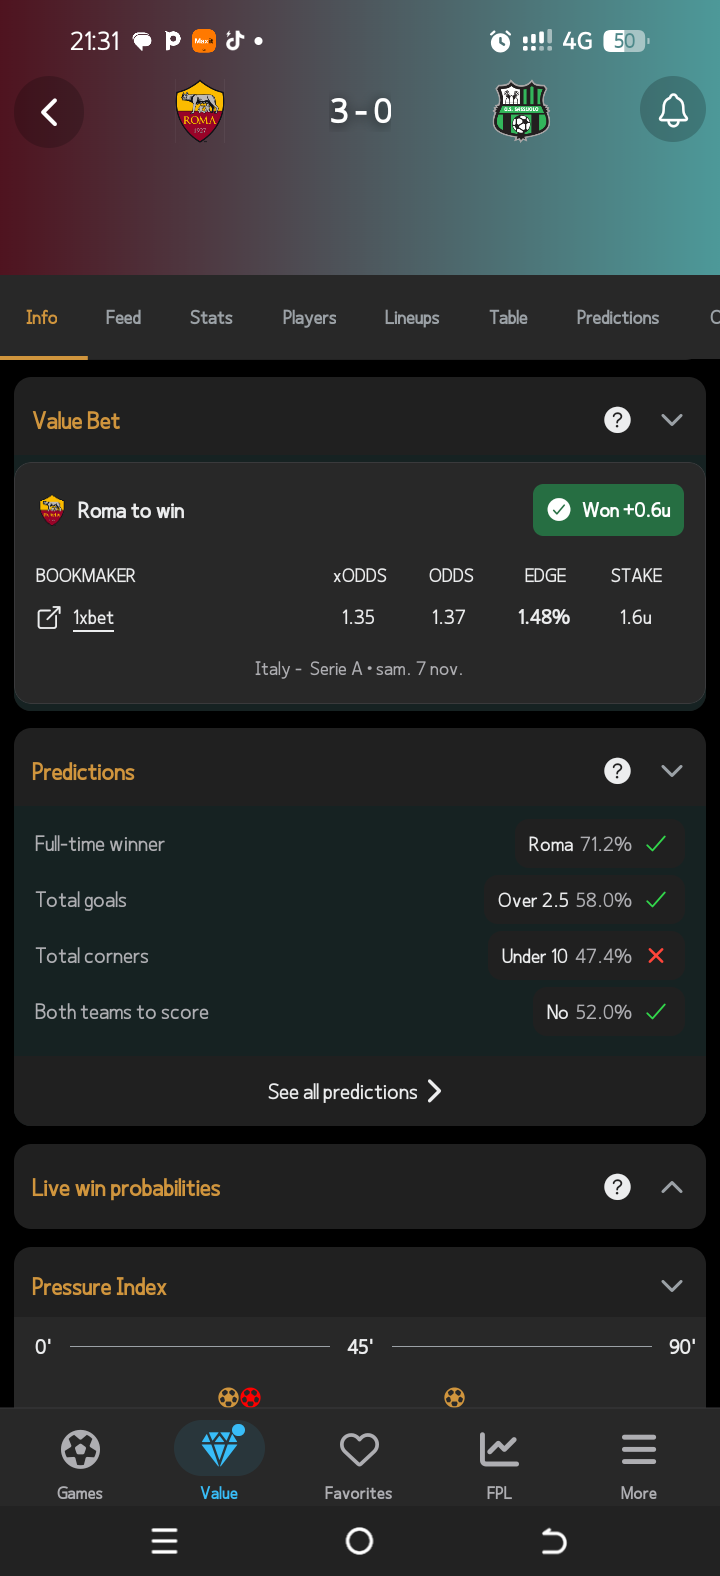 21:31 4G 50
ROMA
1927
3 - 0
U.S. SASSUOLO
Info Feed Stats Players Lineups Table Predictions
Value Bet ?
Roma to win Won +0.6u
BOOKMAKER xODDS ODDS EDGE STAKE
1xbet 1.35 1.37 1.48% 1.6u
Italy - Serie A • sam. 7 nov.
Predictions ?
Full-time winner Roma 71.2%
Total goals Over 2.5 58.0%
Total corners Under 10 47.4%
Both teams to score No 52.0%
See all predictions
Live win probabilities ?
Pressure Index
0' 45' 90'
Games Value Favorites FPL More